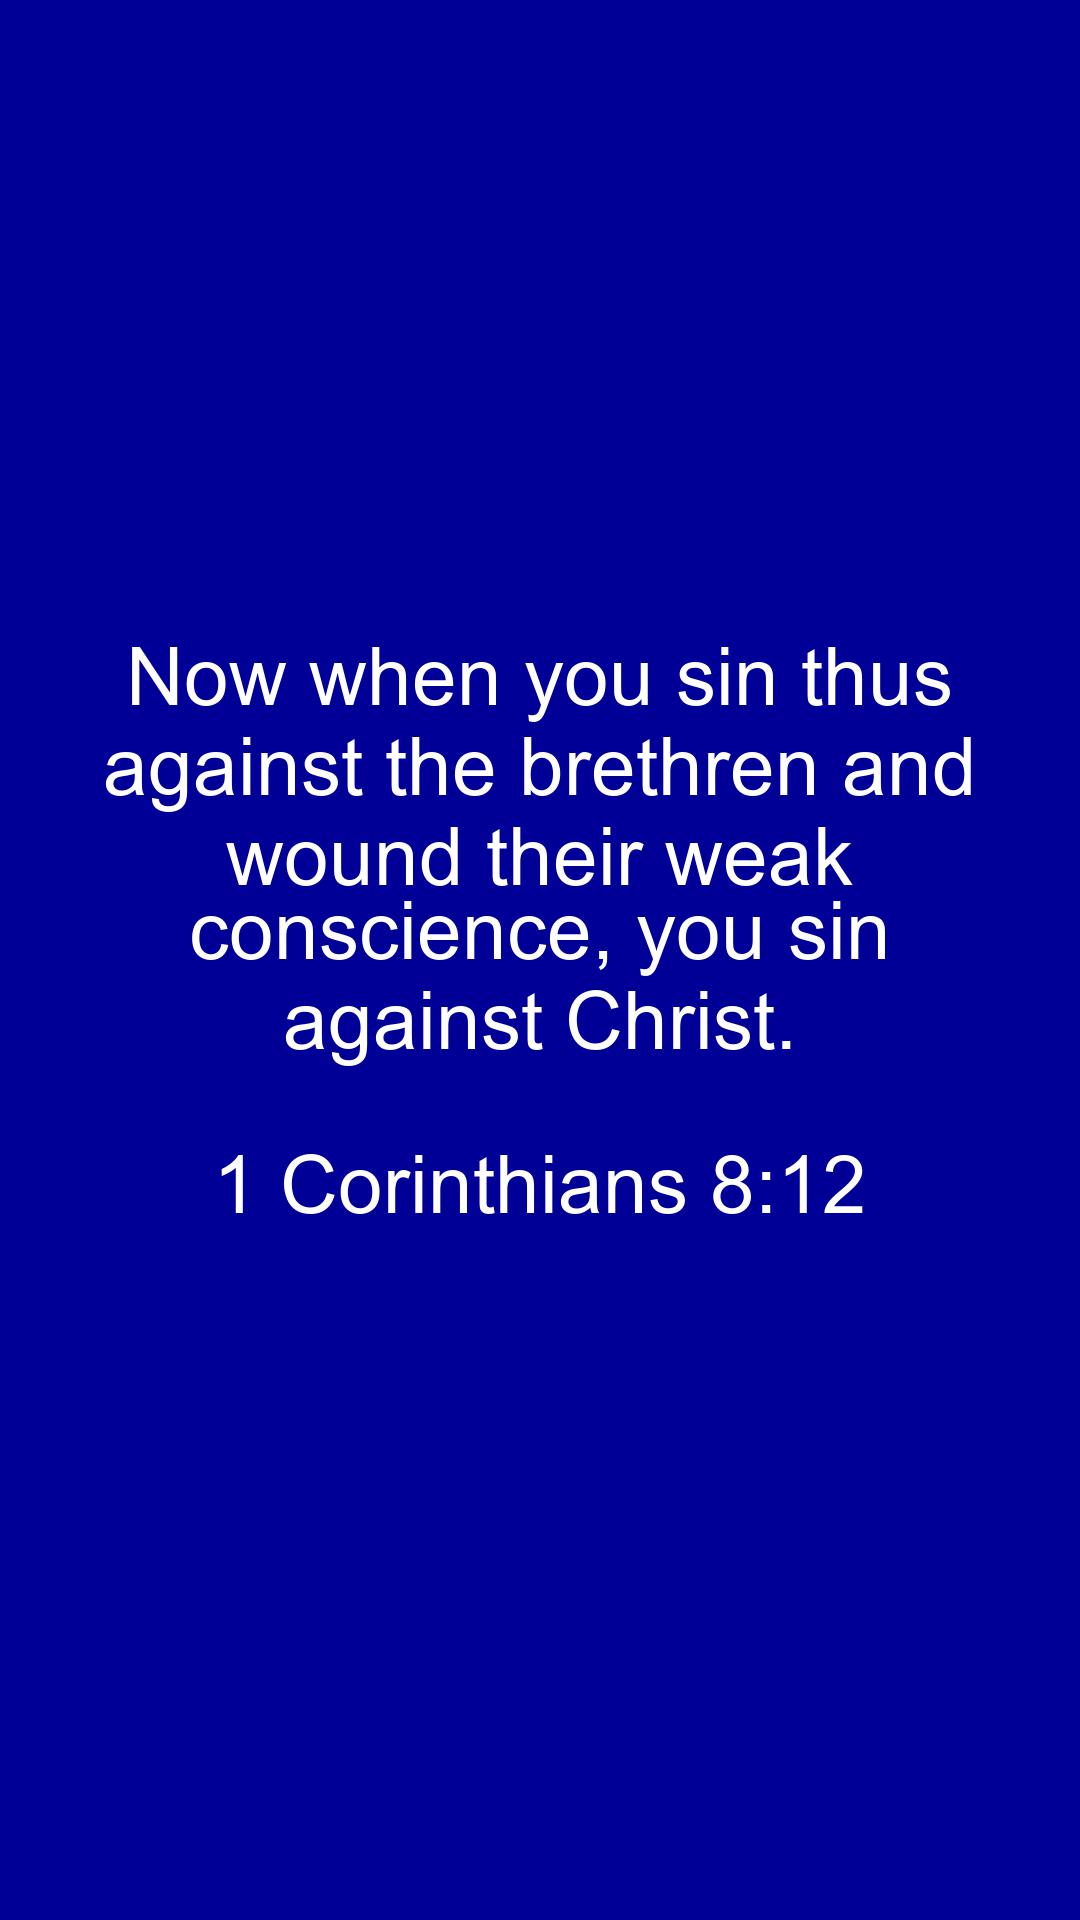 Now when you sin thus
against the brethren and
wound their weak
conscience, you sin
against Christ.
1 Corinthians 8:12